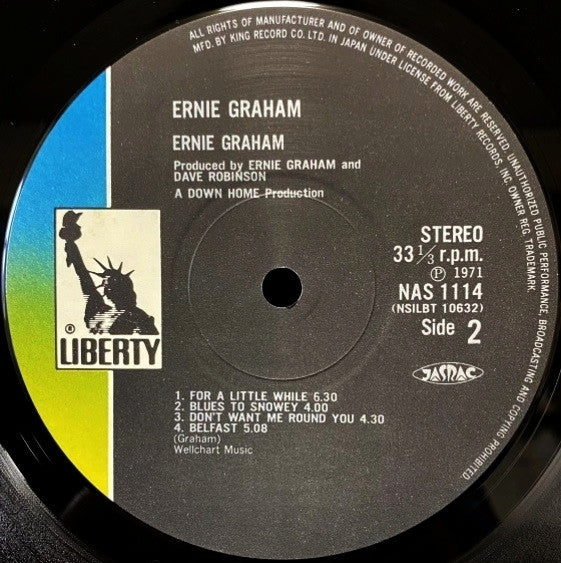 ALL RIGHTS OF MANUFACTURER AND OF OWNER OF RECORDED WORK ARE RESERVED. UNAUTHORIZED PUBLIC PERFORMANCE, BROADCASTING AND COPYING PROHIBITED.
MFD. BY KING RECORD CO. LTD. IN JAPAN UNDER LICENSE FROM LIBERTY RECORDS, INC. OWNER REG. TRADEMARK.
ERNIE GRAHAM
ERNIE GRAHAM
Produced by ERNIE GRAHAM and
DAVE ROBINSON
A DOWN HOME Production
STEREO
33 1/3 r.p.m.
Ⓟ 1971
NAS 1114
(NSILBT 10632)
Side 2
®
LIBERTY
JASRAC
1. FOR A LITTLE WHILE 6.30
2. BLUES TO SNOWEY 4.00
3. DON'T WANT ME ROUND YOU 4.30
4. BELFAST 5.08
(Graham)
Wellchart Music